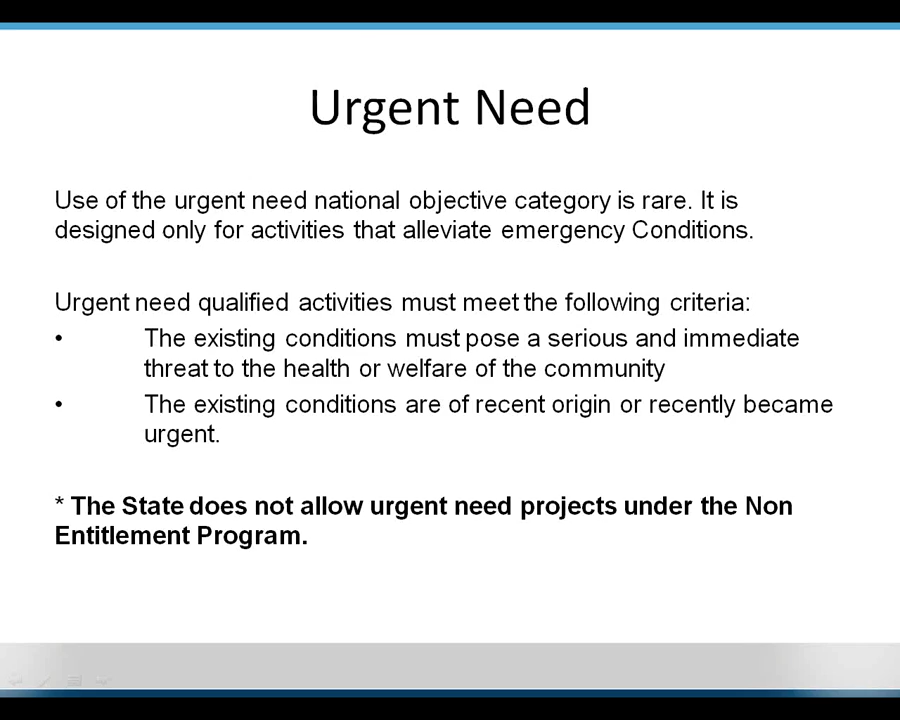 Urgent Need
Use of the urgent need national objective category is rare. It is
designed only for activities that alleviate emergency Conditions.
Urgent need qualified activities must meet the following criteria:
• The existing conditions must pose a serious and immediate
threat to the health or welfare of the community
• The existing conditions are of recent origin or recently became
urgent.
* The State does not allow urgent need projects under the Non
Entitlement Program.